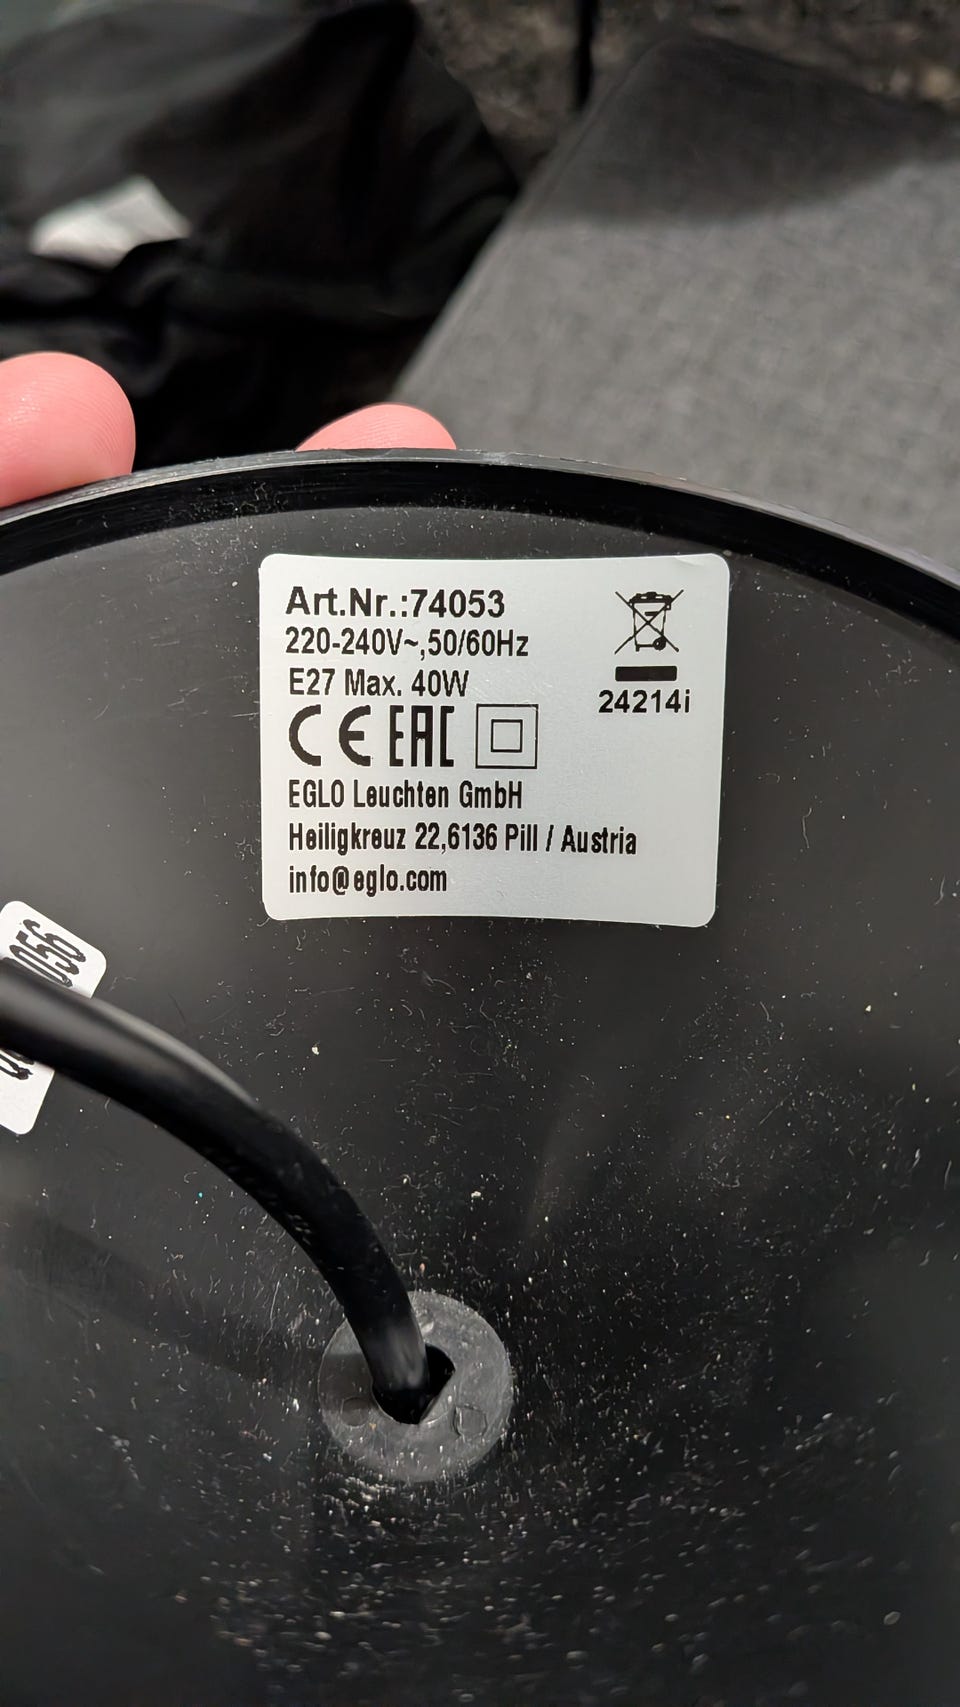 Art.Nr.:74053
220-240V~,50/60Hz
E27 Max. 40W
24214i
CE EAC
EGLO Leuchten GmbH
Heiligkreuz 22,6136 Pill / Austria
info@eglo.com